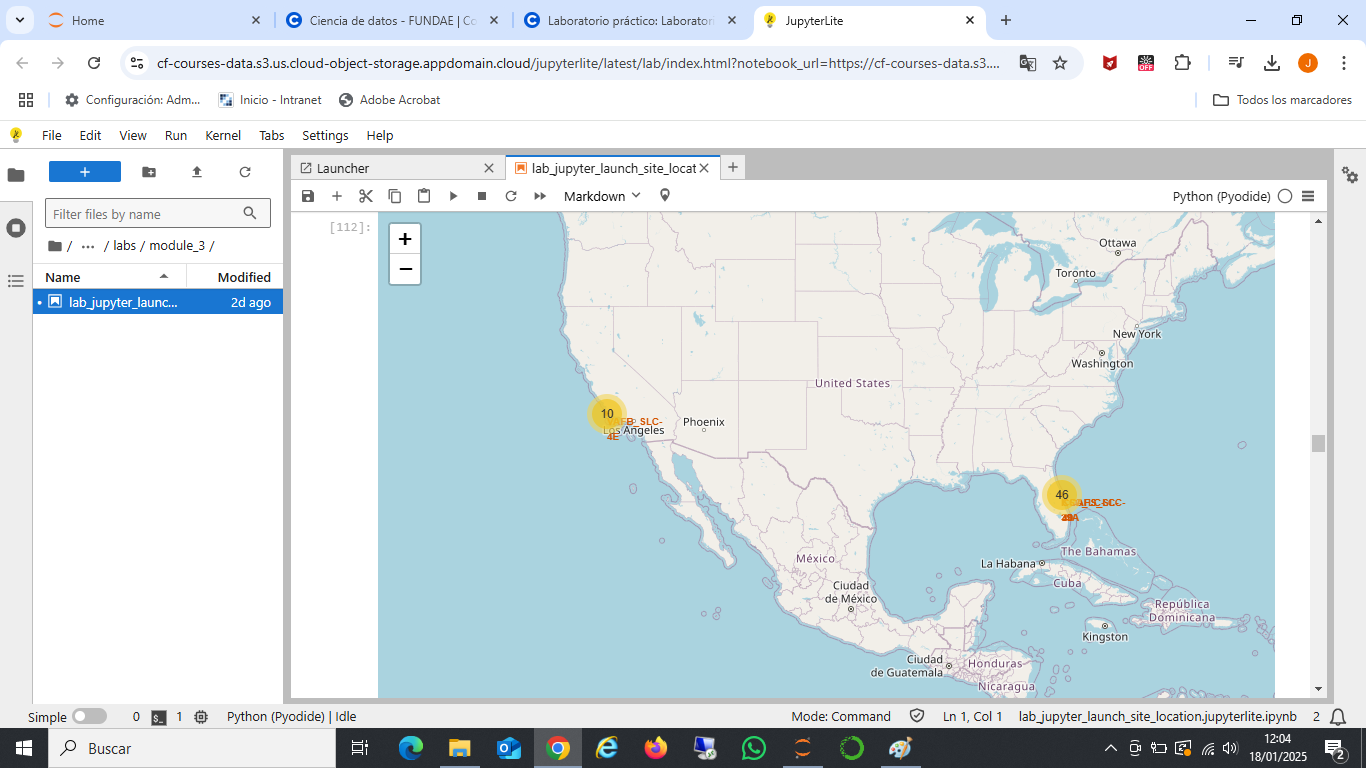 Home
Ciencia de datos - FUNDAE | Co
Laboratorio práctico: Laboratori
JupyterLite
cf-courses-data.s3.us.cloud-object-storage.appdomain.cloud/jupyterlite/latest/lab/index.html?notebook_url=https://cf-courses-data.s3....
OFF
J
Configuración: Adm...
Inicio - Intranet
Adobe Acrobat
Todos los marcadores
File Edit View Run Kernel Tabs Settings Help
Filter files by name
/ ... / labs / module_3 /
Name Modified
lab_jupyter_launc... 2d ago
Launcher
lab_jupyter_launch_site_locat
Markdown
Python (Pyodide)
[112]:
+
−
Ottawa
Toronto
New York
Washington
United States
10
SLC-
4E
Los Angeles
Phoenix
46
The Bahamas
La Habana
Cuba
México
Ciudad
de México
República
Dominicana
Kingston
Ciudad
de Guatemala
Honduras
Nicaragua
Simple 0 1 Python (Pyodide) | Idle
Mode: Command Ln 1, Col 1 lab_jupyter_launch_site_location.jupyterlite.ipynb 2
Buscar
12:04
18/01/2025
2